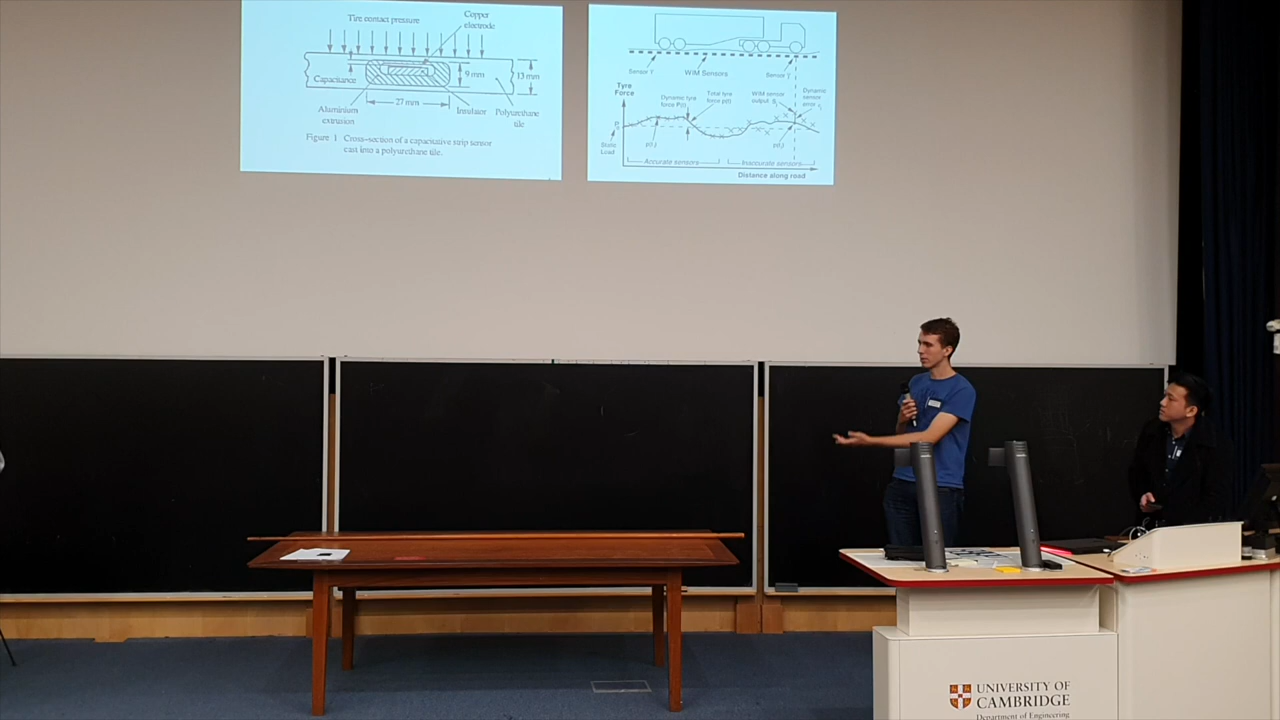 Tire contact pressure
Copper
electrode
Capacitance
9 mm
13 mm
27 mm
Aluminium
extrusion
Insulator
Polyurethane
tile
Figure 1 Cross-section of a capacitative strip sensor
cast into a polyurethane tile.
WIM Sensors
Tyre
Force
Dynamic tyre
force
Total tyre
force
WIM sensor
output
Dynamic
sensor
error
Static
Load
Accurate sensors
Inaccurate sensors
Distance along road
UNIVERSITY OF
CAMBRIDGE
Department of Engineering